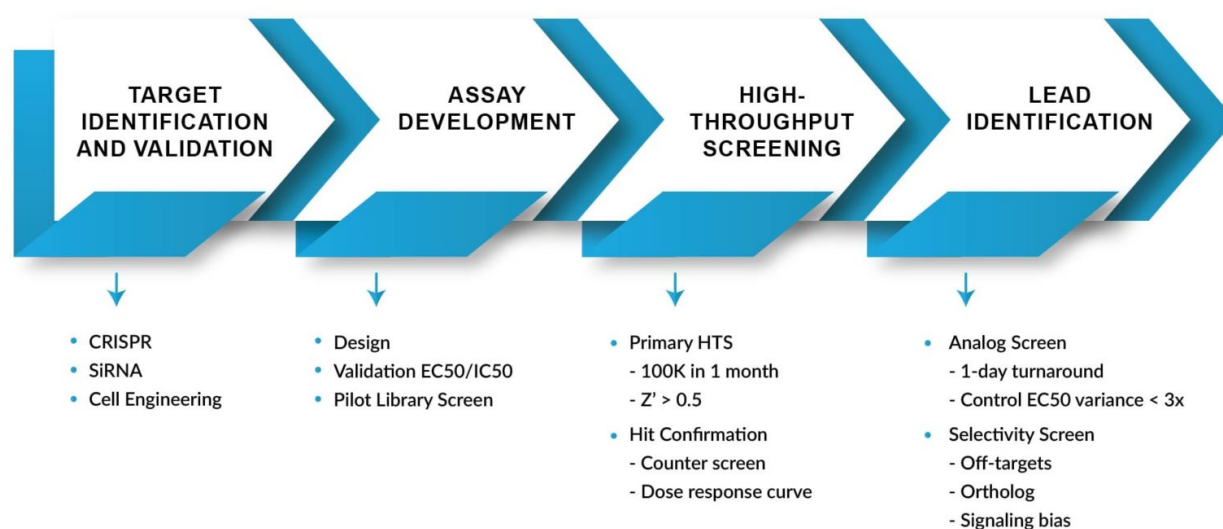 TARGET
IDENTIFICATION
AND VALIDATION
ASSAY
DEVELOPMENT
HIGH-
THROUGHPUT
SCREENING
LEAD
IDENTIFICATION
• CRISPR
• SiRNA
• Cell Engineering
• Design
• Validation EC50/IC50
• Pilot Library Screen
• Primary HTS
- 100K in 1 month
- Z’ > 0.5
• Hit Confirmation
- Counter screen
- Dose response curve
• Analog Screen
- 1-day turnaround
- Control EC50 variance < 3x
• Selectivity Screen
- Off-targets
- Ortholog
- Signaling bias